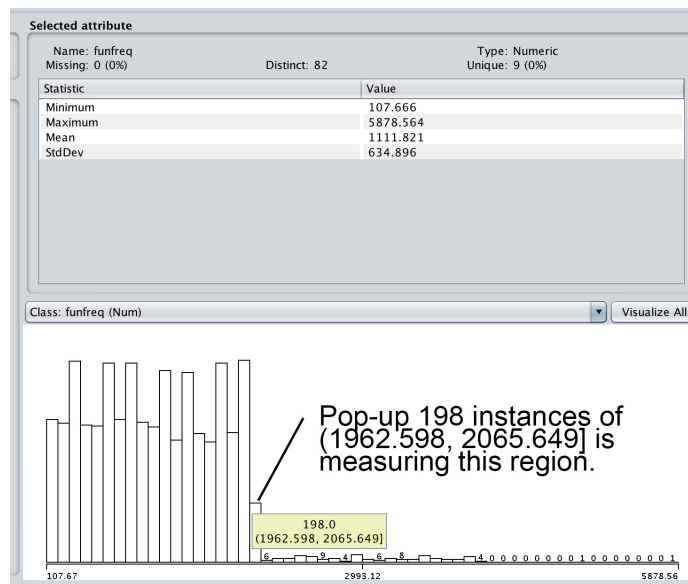 Selected attribute
Name: funfreq Type: Numeric
Missing: 0 (0%) Distinct: 82 Unique: 9 (0%)
Statistic Value
Minimum 107.666
Maximum 5878.564
Mean 1111.821
StdDev 634.896
Class: funfreq (Num) Visualize All
Pop-up 198 instances of
(1962.598, 2065.649] is
measuring this region.
198.0
(1962.598, 2065.649]
6 9 4 6 8 4 0 0 0 0 0 0 0 0 1 0 0 0 0 0 0 0 1
107.67 2993.12 5878.56